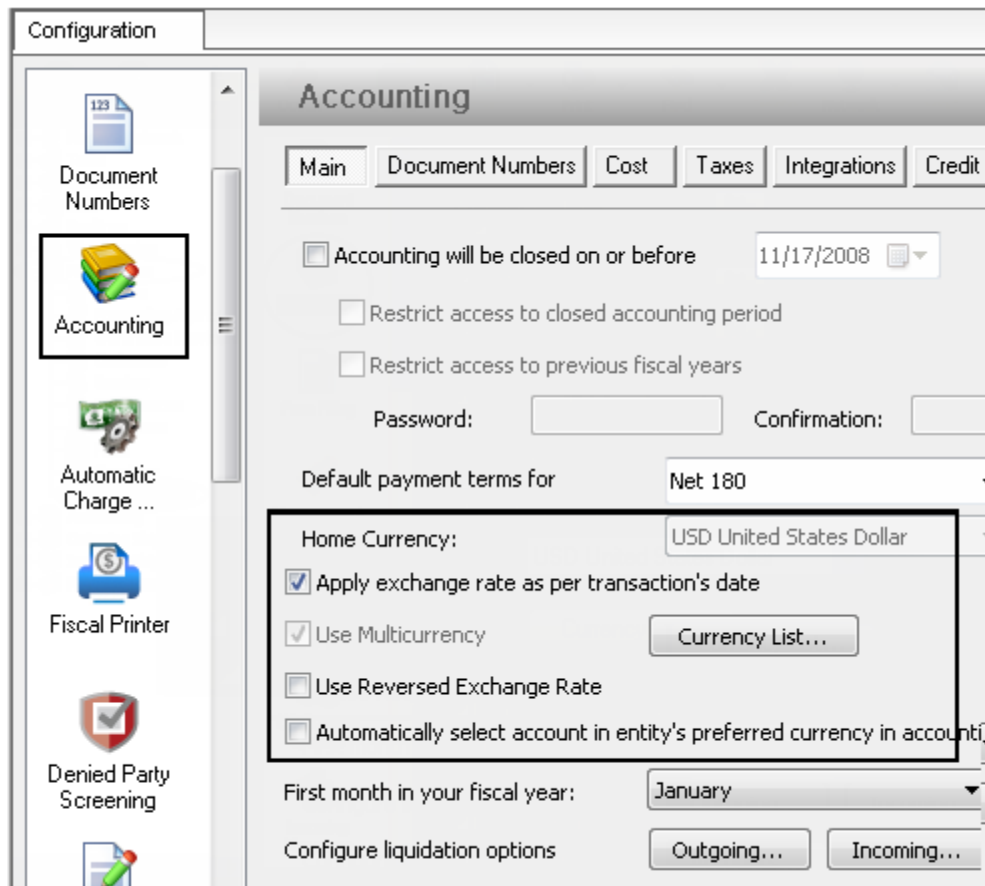 Configuration
123
Document
Numbers
Accounting
Automatic
Charge ...
Fiscal Printer
Denied Party
Screening
Accounting
Main
Document Numbers
Cost
Taxes
Integrations
Credit
Accounting will be closed on or before
11/17/2008
Restrict access to closed accounting period
Restrict access to previous fiscal years
Password:
Confirmation:
Default payment terms for
Net 180
Home Currency:
USD United States Dollar
Apply exchange rate as per transaction's date
Use Multicurrency
Currency List...
Use Reversed Exchange Rate
Automatically select account in entity's preferred currency in accounti
First month in your fiscal year:
January
Configure liquidation options
Outgoing...
Incoming...